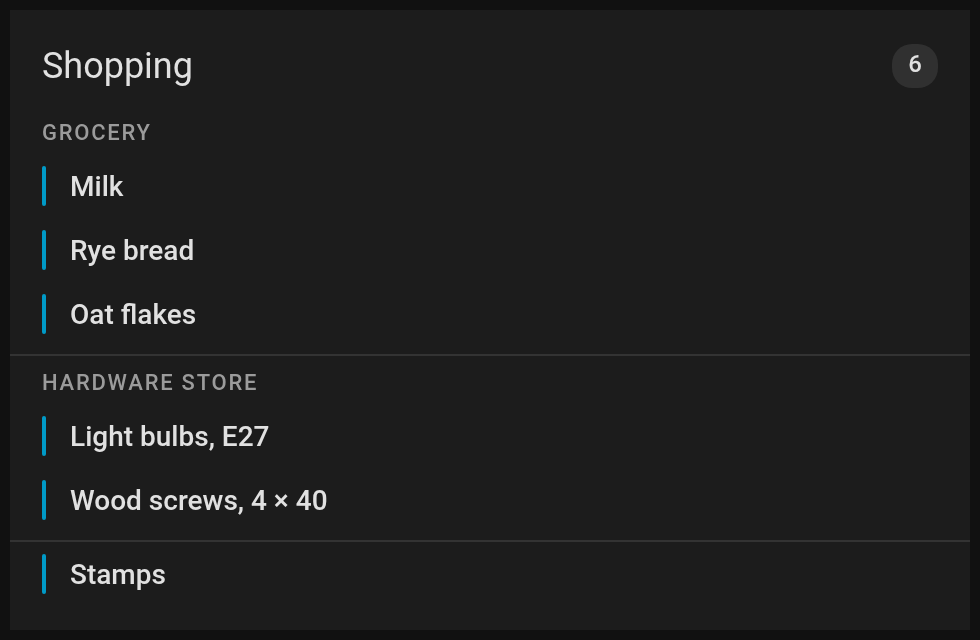 Shopping
6
GROCERY
Milk
Rye bread
Oat flakes
HARDWARE STORE
Light bulbs, E27
Wood screws, 4 × 40
Stamps